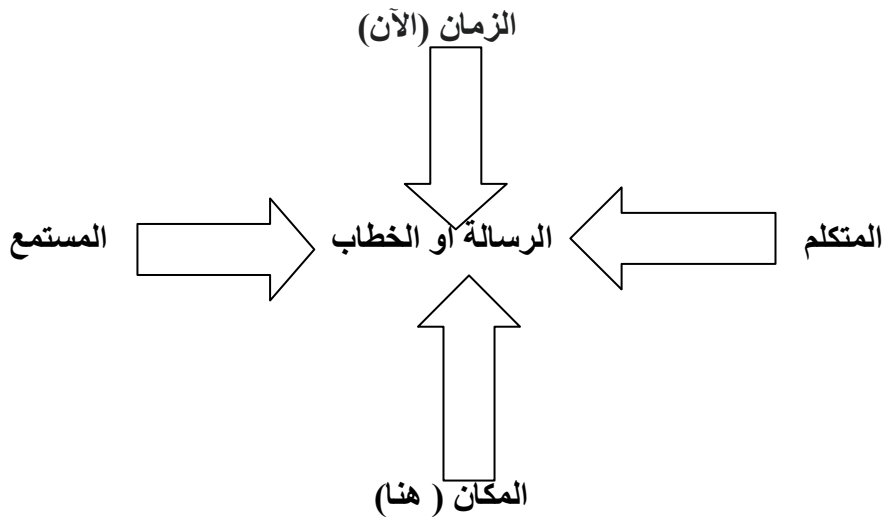 الزمان (الآن)
المتكلم
الرسالة او الخطاب
المستمع
المكان ( هنا)